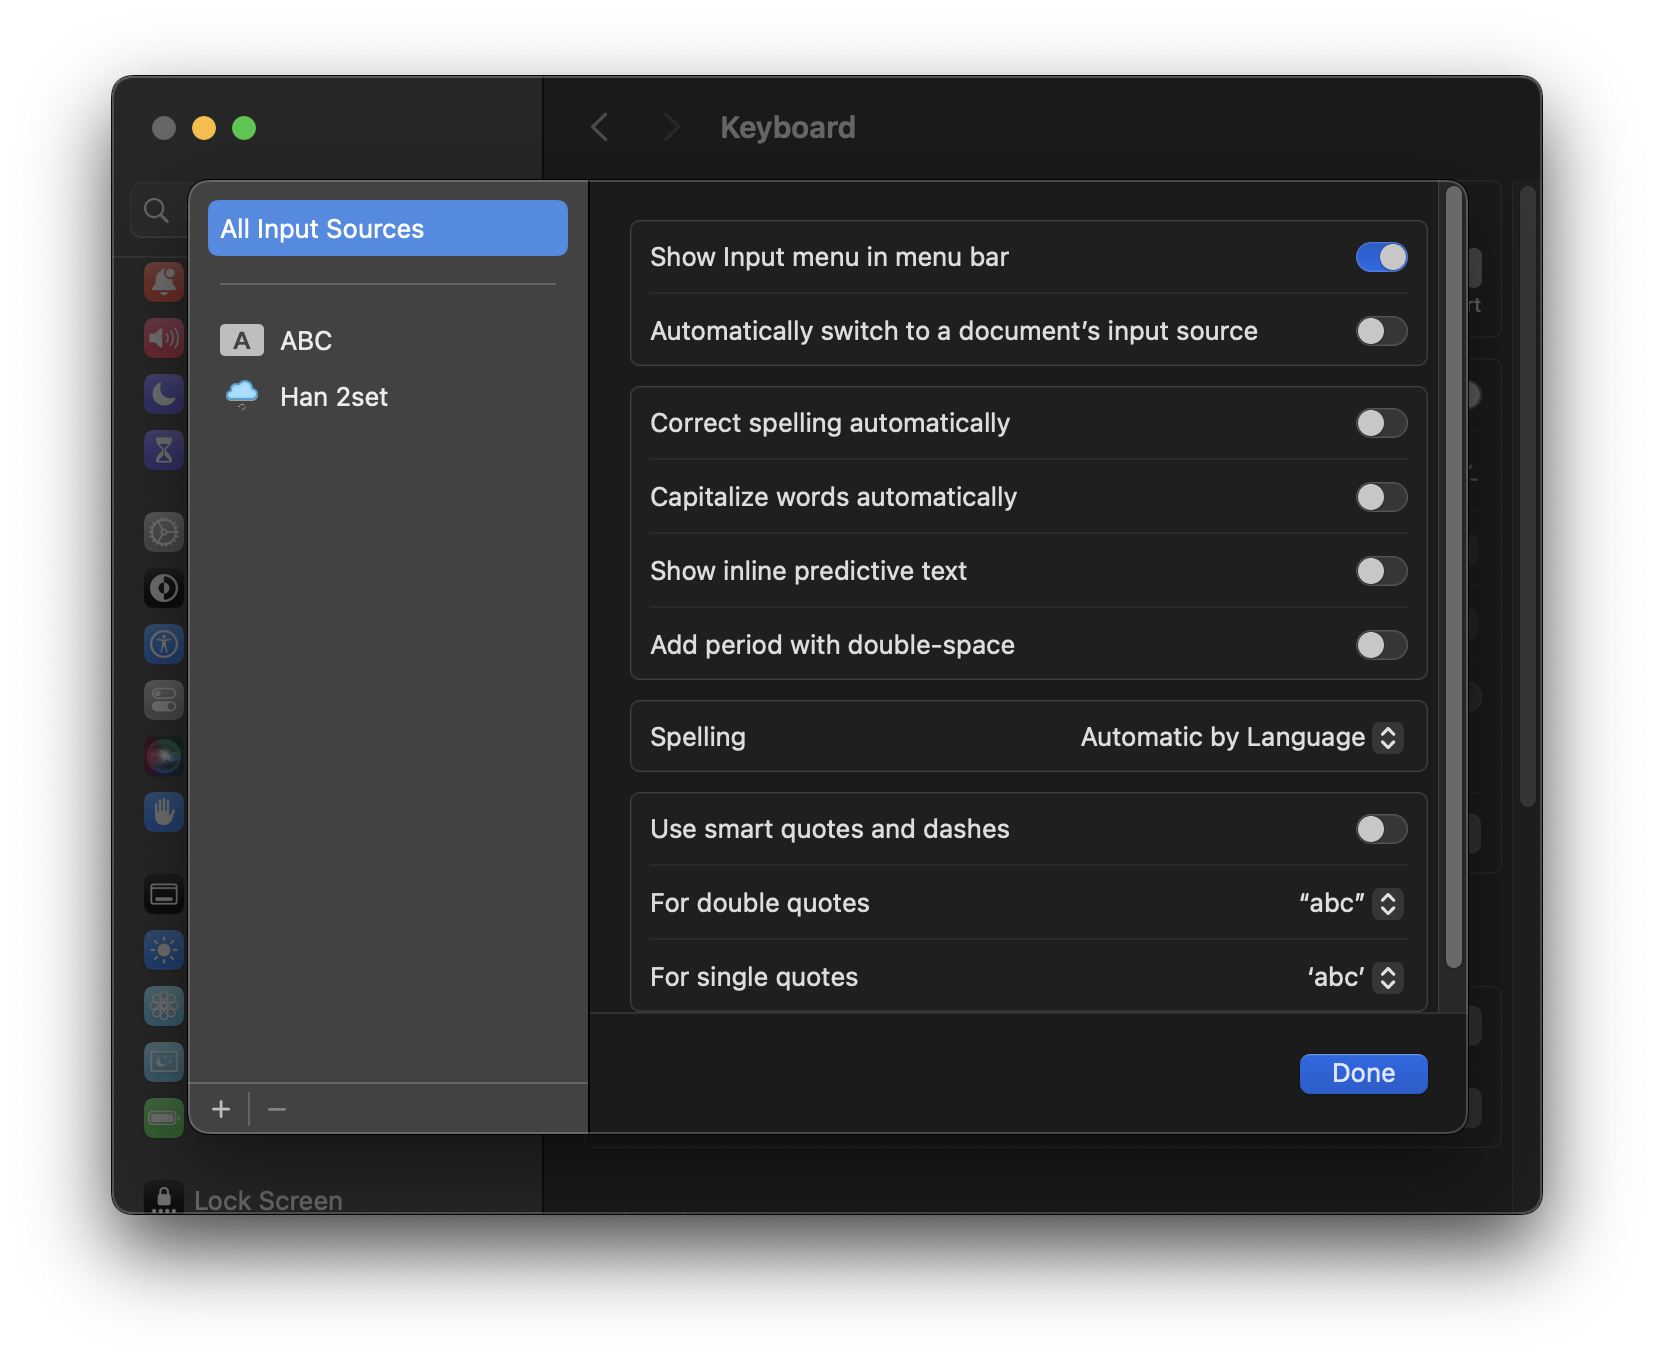 Keyboard
All Input Sources
A ABC
Han 2set
Show Input menu in menu bar
Automatically switch to a document’s input source
Correct spelling automatically
Capitalize words automatically
Show inline predictive text
Add period with double-space
Spelling Automatic by Language
Use smart quotes and dashes
For double quotes “abc”
For single quotes ‘abc’
Done
Lock Screen